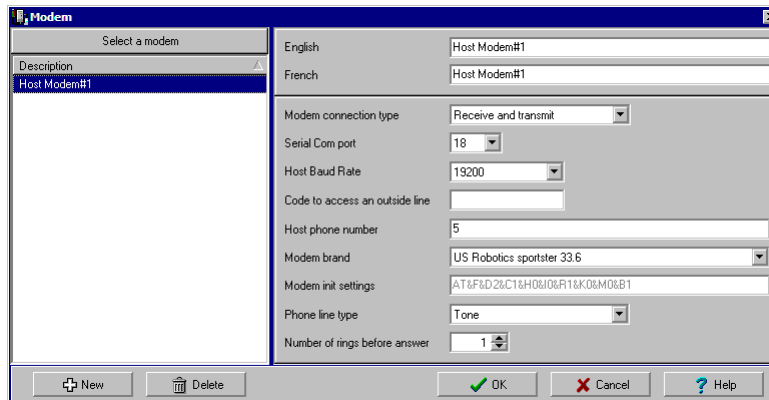 Modem
Select a modem
Description
Host Modem#1
English
Host Modem#1
French
Host Modem#1
Modem connection type
Receive and transmit
Serial Com port
18
Host Baud Rate
19200
Code to access an outside line
Host phone number
5
Modem brand
US Robotics sportster 33.6
Modem init settings
AT&F&D2&C1&H0&I0&R1&K0&M0&B1
Phone line type
Tone
Number of rings before answer
1
New
Delete
OK
Cancel
Help